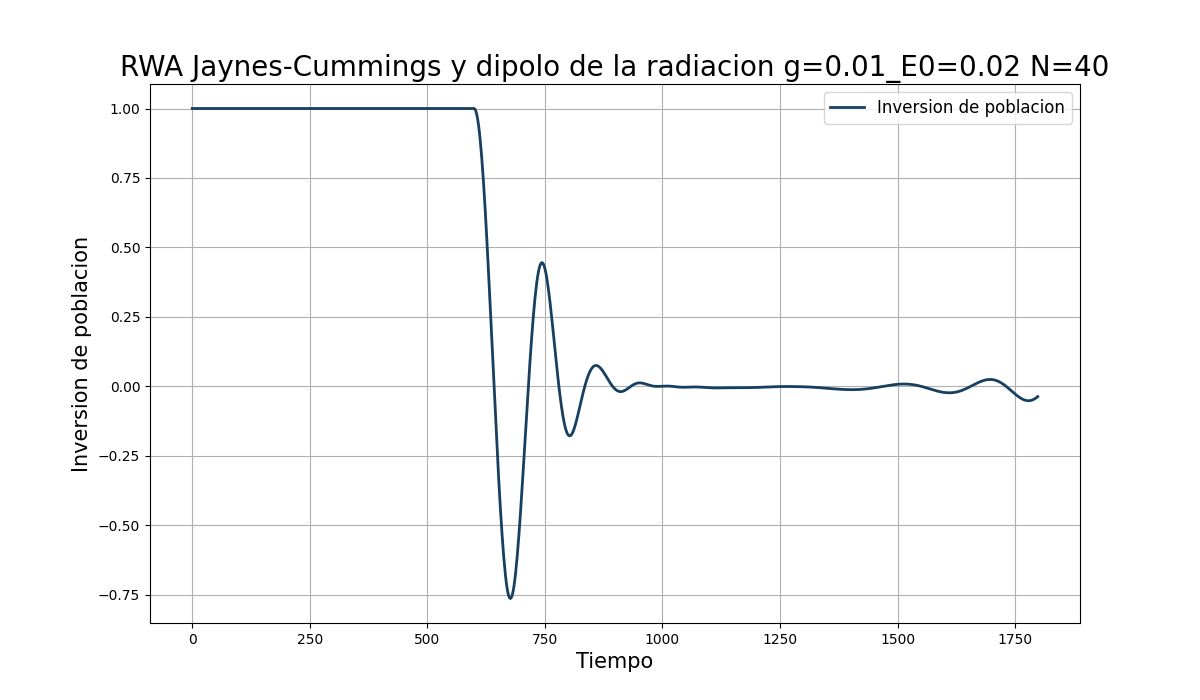 RWA Jaynes-Cummings y dipolo de la radiacion g=0.01_E0=0.02 N=40
Inversion de poblacion
Inversion de poblacion
1.00
0.75
0.50
0.25
0.00
−0.25
−0.50
−0.75
0 250 500 750 1000 1250 1500 1750
Tiempo